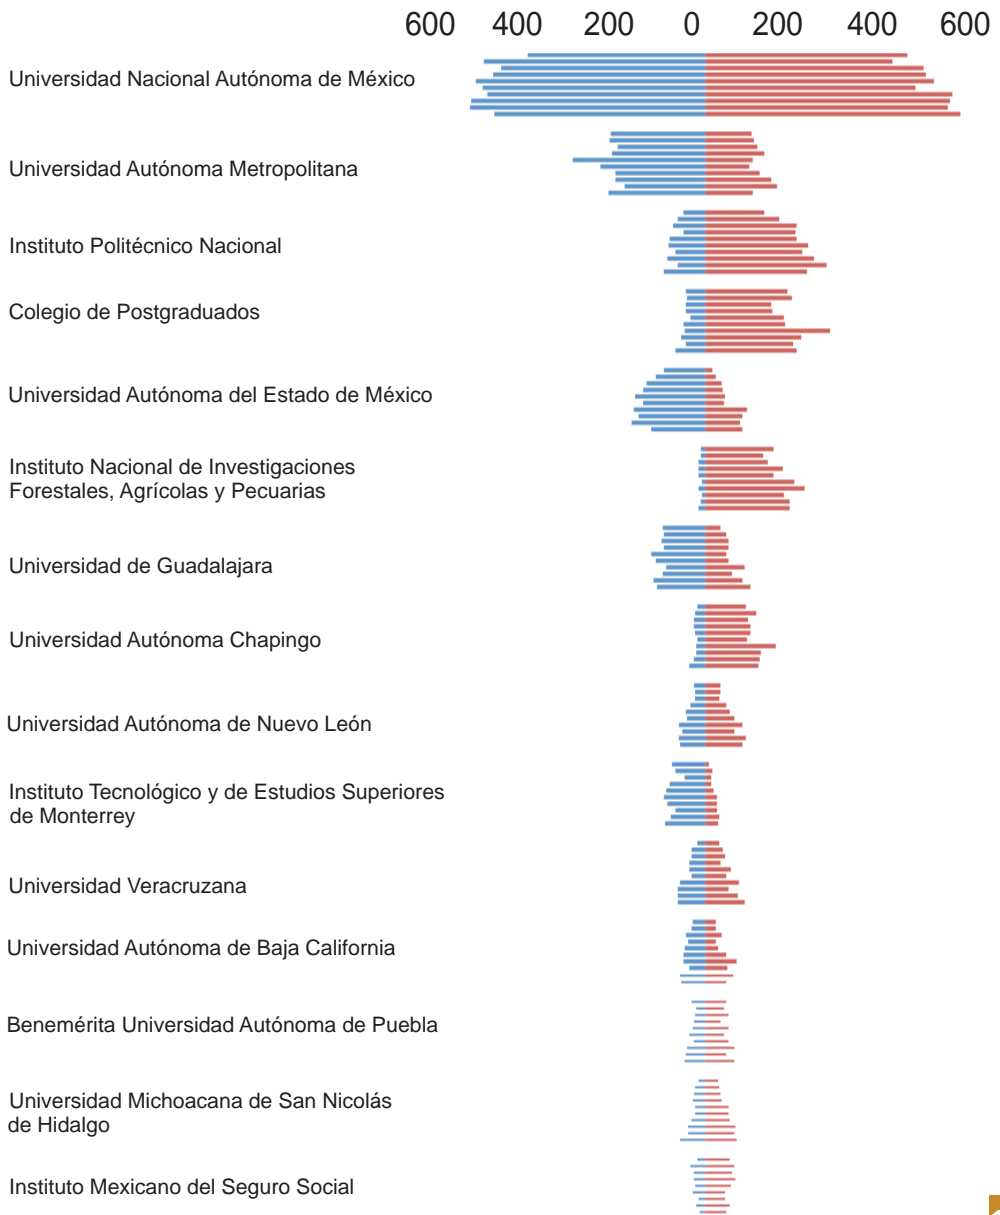 600 400 200 0 200 400 600
Universidad Nacional Autónoma de México
Universidad Autónoma Metropolitana
Instituto Politécnico Nacional
Colegio de Postgraduados
Universidad Autónoma del Estado de México
Instituto Nacional de Investigaciones
Forestales, Agrícolas y Pecuarias
Universidad de Guadalajara
Universidad Autónoma Chapingo
Universidad Autónoma de Nuevo León
Instituto Tecnológico y de Estudios Superiores
de Monterrey
Universidad Veracruzana
Universidad Autónoma de Baja California
Benemérita Universidad Autónoma de Puebla
Universidad Michoacana de San Nicolás
de Hidalgo
Instituto Mexicano del Seguro Social